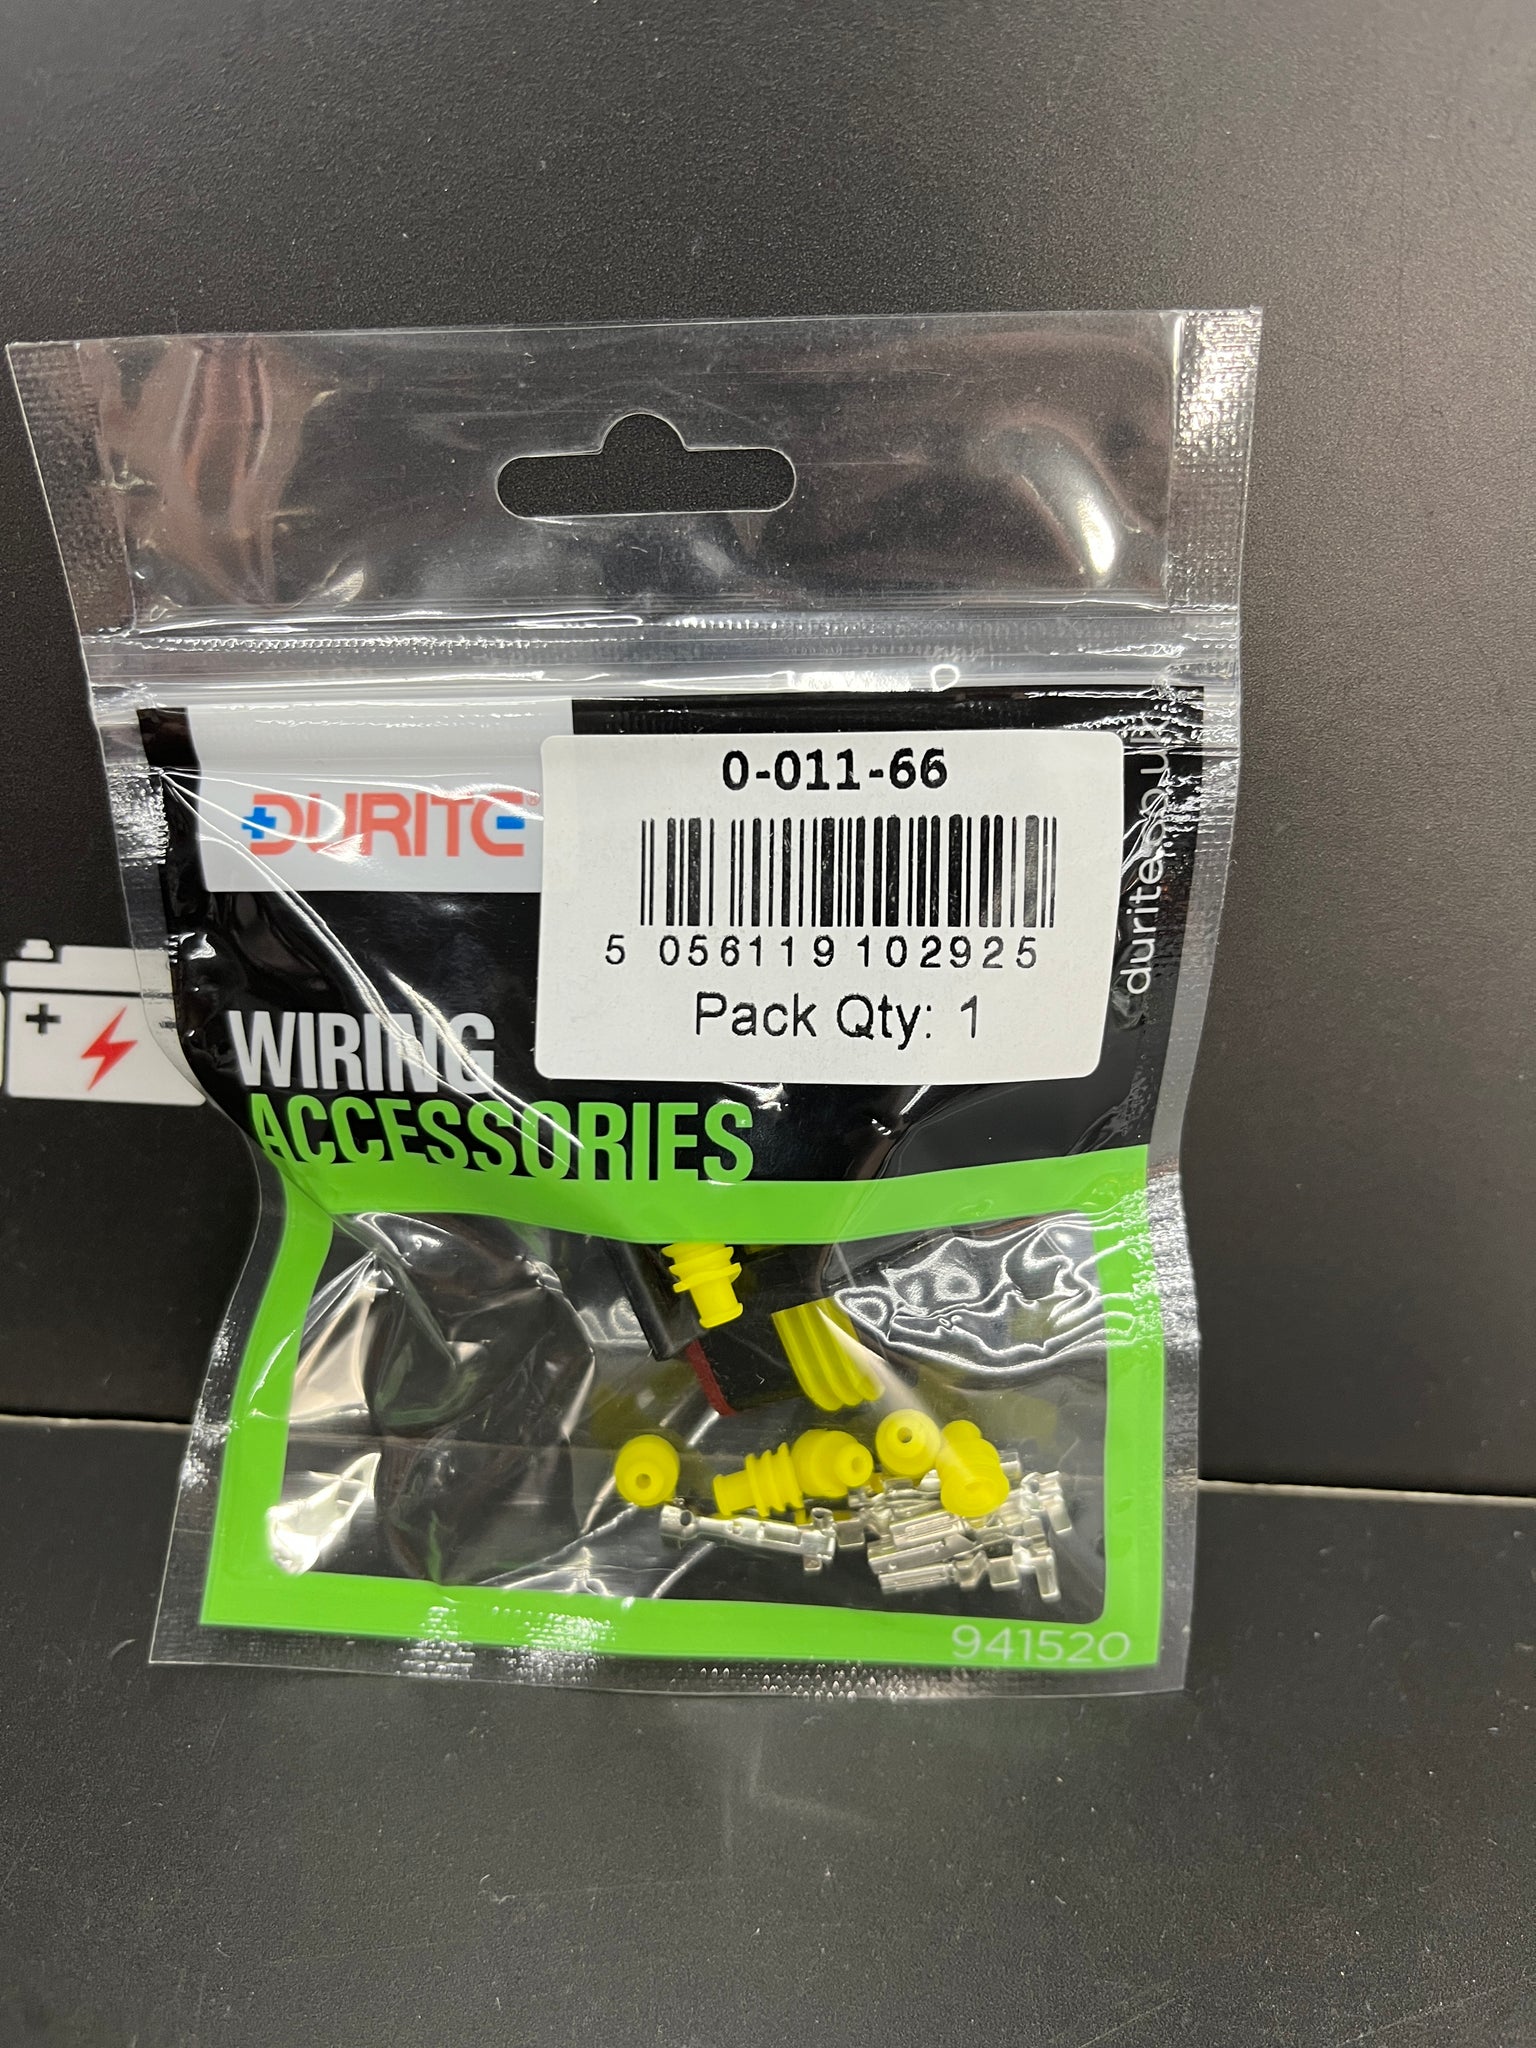 0-011-66
DURITE®
5 056119 102925
Pack Qty: 1
durite.co.uk
WIRING
ACCESSORIES
941520